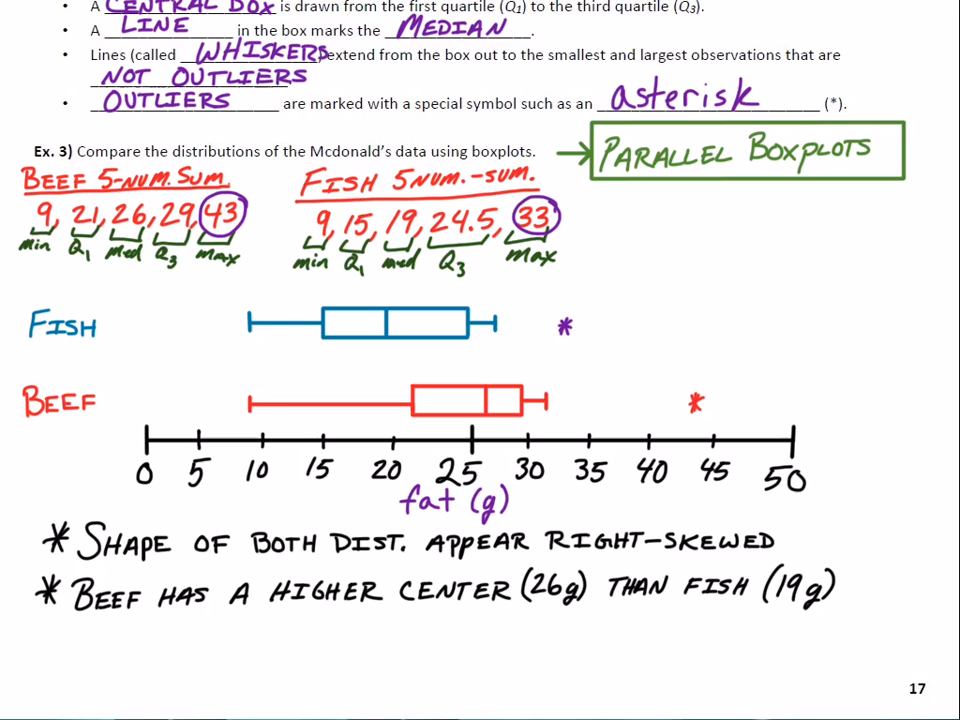 • A CENTRAL BOX is drawn from the first quartile (Q1) to the third quartile (Q3).
• A LINE in the box marks the MEDIAN.
• Lines (called WHISKERS) extend from the box out to the smallest and largest observations that are
NOT OUTLIERS
• OUTLIERS are marked with a special symbol such as an asterisk (*).
Ex. 3) Compare the distributions of the Mcdonald's data using boxplots. → PARALLEL BOXPLOTS
BEEF 5-NUM. SUM FISH 5NUM.-SUM.
9, 21, 26, 29, 43 9, 15, 19, 24.5, 33
min Q1 Med Q3 Max min Q1 med Q3 max
FISH *
BEEF *
0 5 10 15 20 25 30 35 40 45 50
fat (g)
* SHAPE OF BOTH DIST. APPEAR RIGHT-SKEWED
* BEEF HAS A HIGHER CENTER (26g) THAN FISH (19g)
17